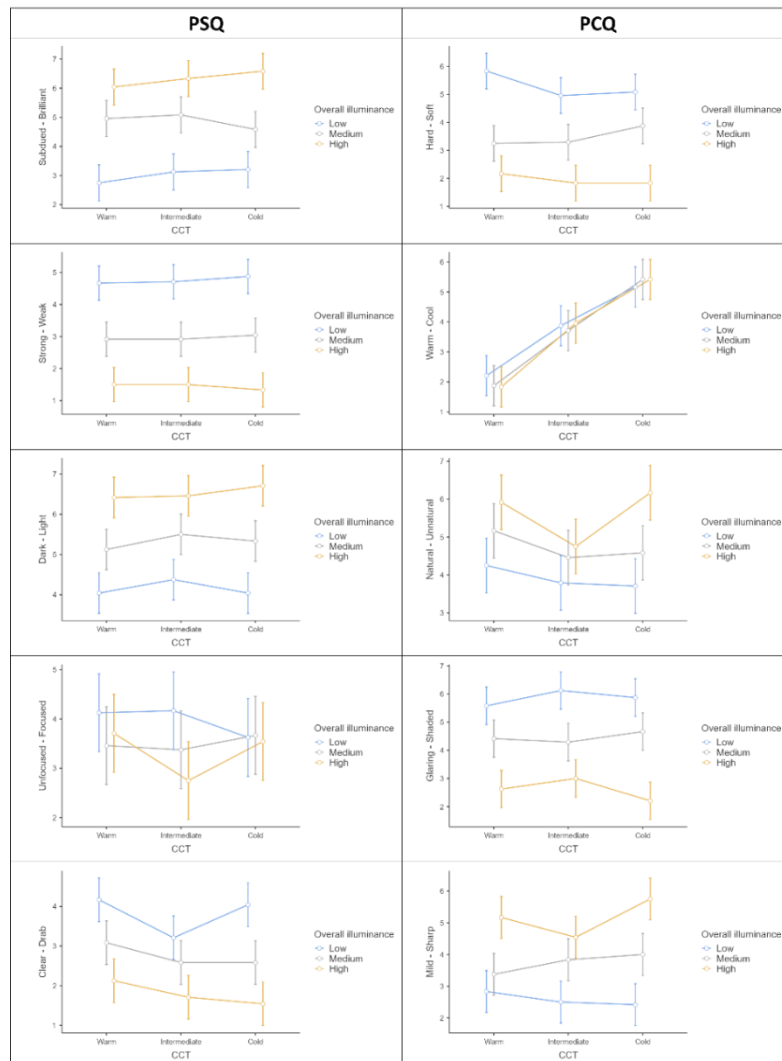 PSQ
PCQ
Subdued - Brilliant
7
6
5
4
3
2
Warm
Intermediate
Cold
CCT
Overall illuminance
Low
Medium
High
Hard - Soft
6
5
4
3
2
1
Warm
Intermediate
Cold
CCT
Overall illuminance
Low
Medium
High
Strong - Weak
5
4
3
2
1
Warm
Intermediate
Cold
CCT
Overall illuminance
Low
Medium
High
Warm - Cool
6
5
4
3
2
1
Warm
Intermediate
Cold
CCT
Overall illuminance
Low
Medium
High
Dark - Light
7
6
5
4
Warm
Intermediate
Cold
CCT
Overall illuminance
Low
Medium
High
Natural - Unnatural
7
6
5
4
3
Warm
Intermediate
Cold
CCT
Overall illuminance
Low
Medium
High
Unfocused - Focused
5
4
3
2
Warm
Intermediate
Cold
CCT
Overall illuminance
Low
Medium
High
Glaring - Shaded
7
6
5
4
3
2
Warm
Intermediate
Cold
CCT
Overall illuminance
Low
Medium
High
Clear - Drab
4
3
2
1
Warm
Intermediate
Cold
CCT
Overall illuminance
Low
Medium
High
Mild - Sharp
6
5
4
3
2
Warm
Intermediate
Cold
CCT
Overall illuminance
Low
Medium
High